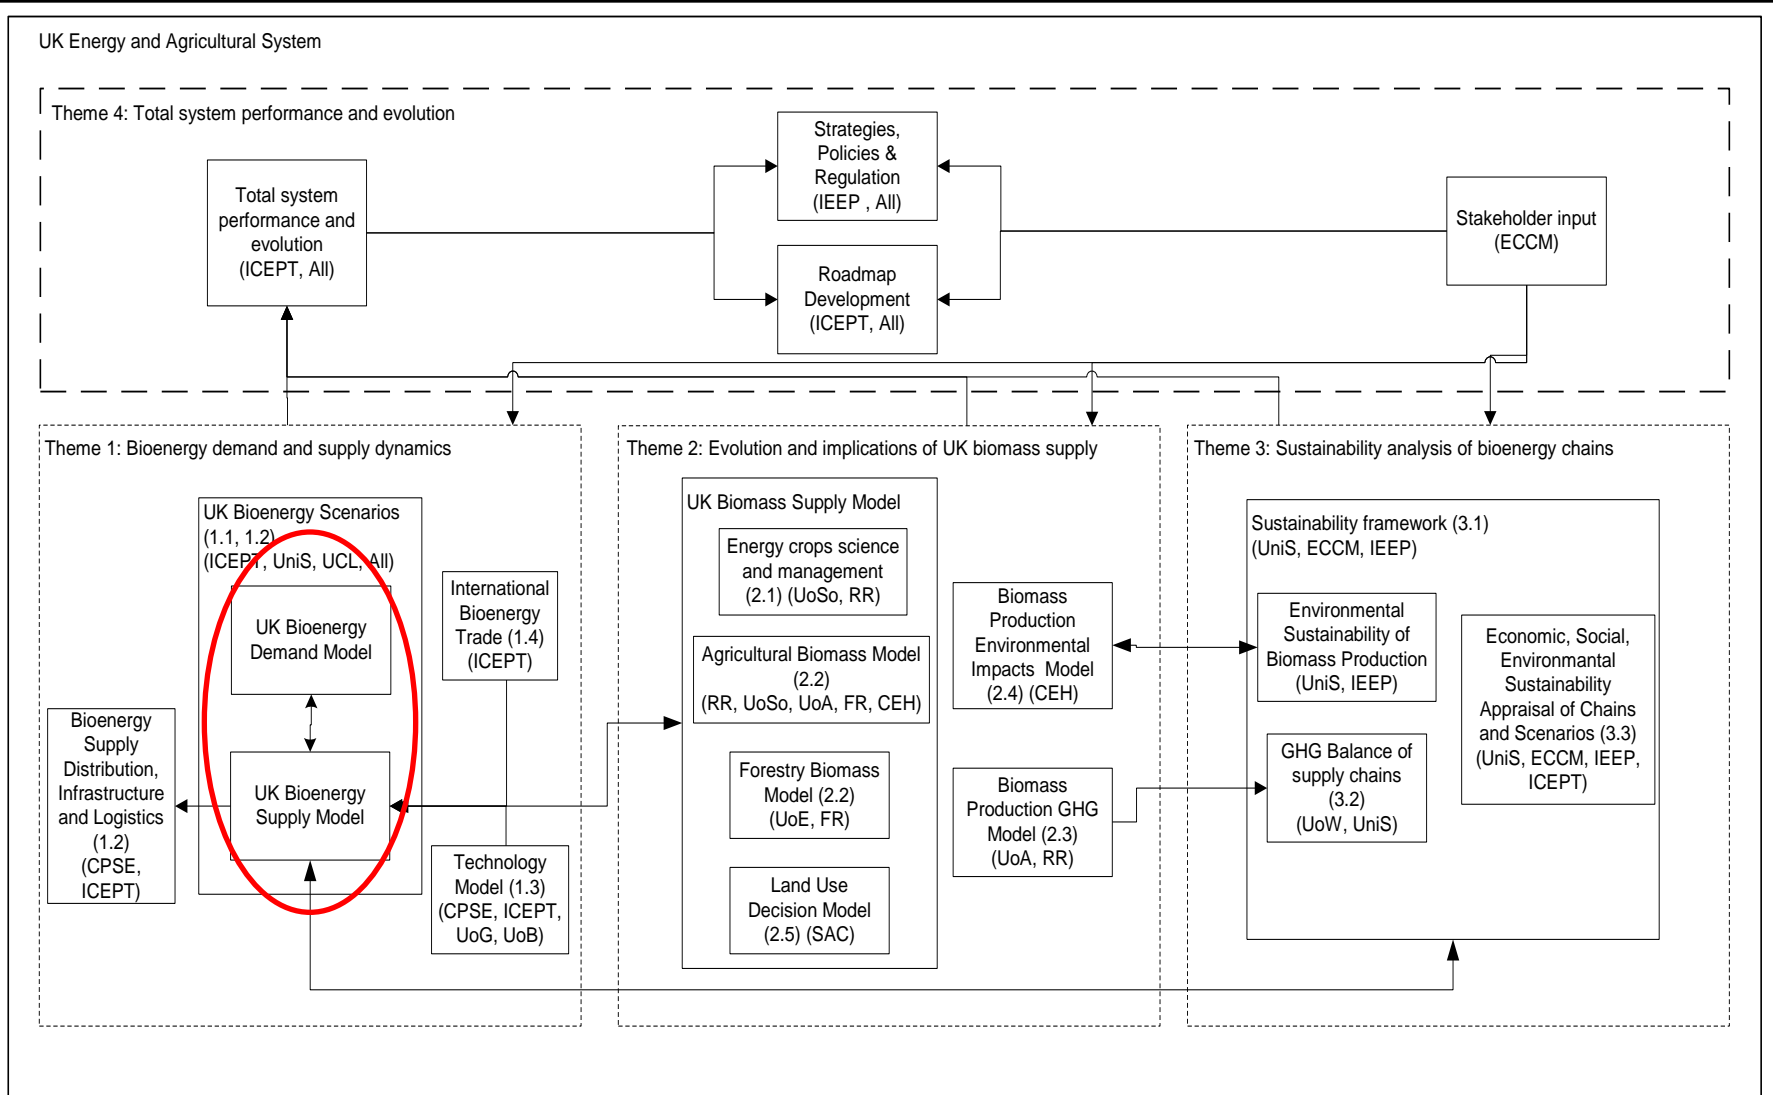 UK Energy and Agricultural System
Theme 4: Total system performance and evolution
Strategies,
Policies &
Regulation
(IEEP , All)
Total system
performance and
evolution
(ICEPT, All)
Stakeholder input
(ECCM)
Roadmap
Development
(ICEPT, All)
Theme 1: Bioenergy demand and supply dynamics
UK Bioenergy Scenarios
(1.1, 1.2)
(ICEPT, UniS, UCL, All)
UK Bioenergy
Demand Model
International
Bioenergy
Trade (1.4)
(ICEPT)
Bioenergy
Supply
Distribution,
Infrastructure
and Logistics
(1.2)
(CPSE,
ICEPT)
UK Bioenergy
Supply Model
Technology
Model (1.3)
(CPSE, ICEPT,
UoG, UoB)
Theme 2: Evolution and implications of UK biomass supply
UK Biomass Supply Model
Energy crops science
and management
(2.1) (UoSo, RR)
Agricultural Biomass Model
(2.2)
(RR, UoSo, UoA, FR, CEH)
Forestry Biomass
Model (2.2)
(UoE, FR)
Land Use
Decision Model
(2.5) (SAC)
Biomass
Production
Environmental
Impacts Model
(2.4) (CEH)
Biomass
Production GHG
Model (2.3)
(UoA, RR)
Theme 3: Sustainability analysis of bioenergy chains
Sustainability framework (3.1)
(UniS, ECCM, IEEP)
Environmental
Sustainability of
Biomass Production
(UniS, IEEP)
GHG Balance of
supply chains
(3.2)
(UoW, UniS)
Economic, Social,
Environmantal
Sustainability
Appraisal of Chains
and Scenarios (3.3)
(UniS, ECCM, IEEP,
ICEPT)